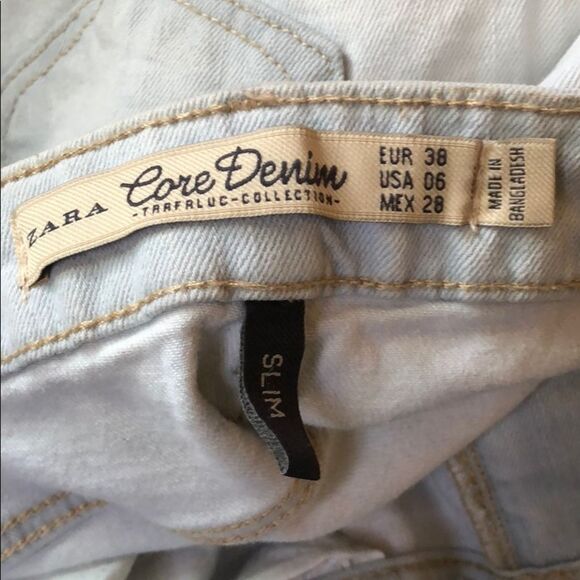 ZARA
Core Denim
-TRAFALUC-COLLECTION-
EUR 38
USA 06
MEX 28
MADE IN
BANGLADESH
SLIM